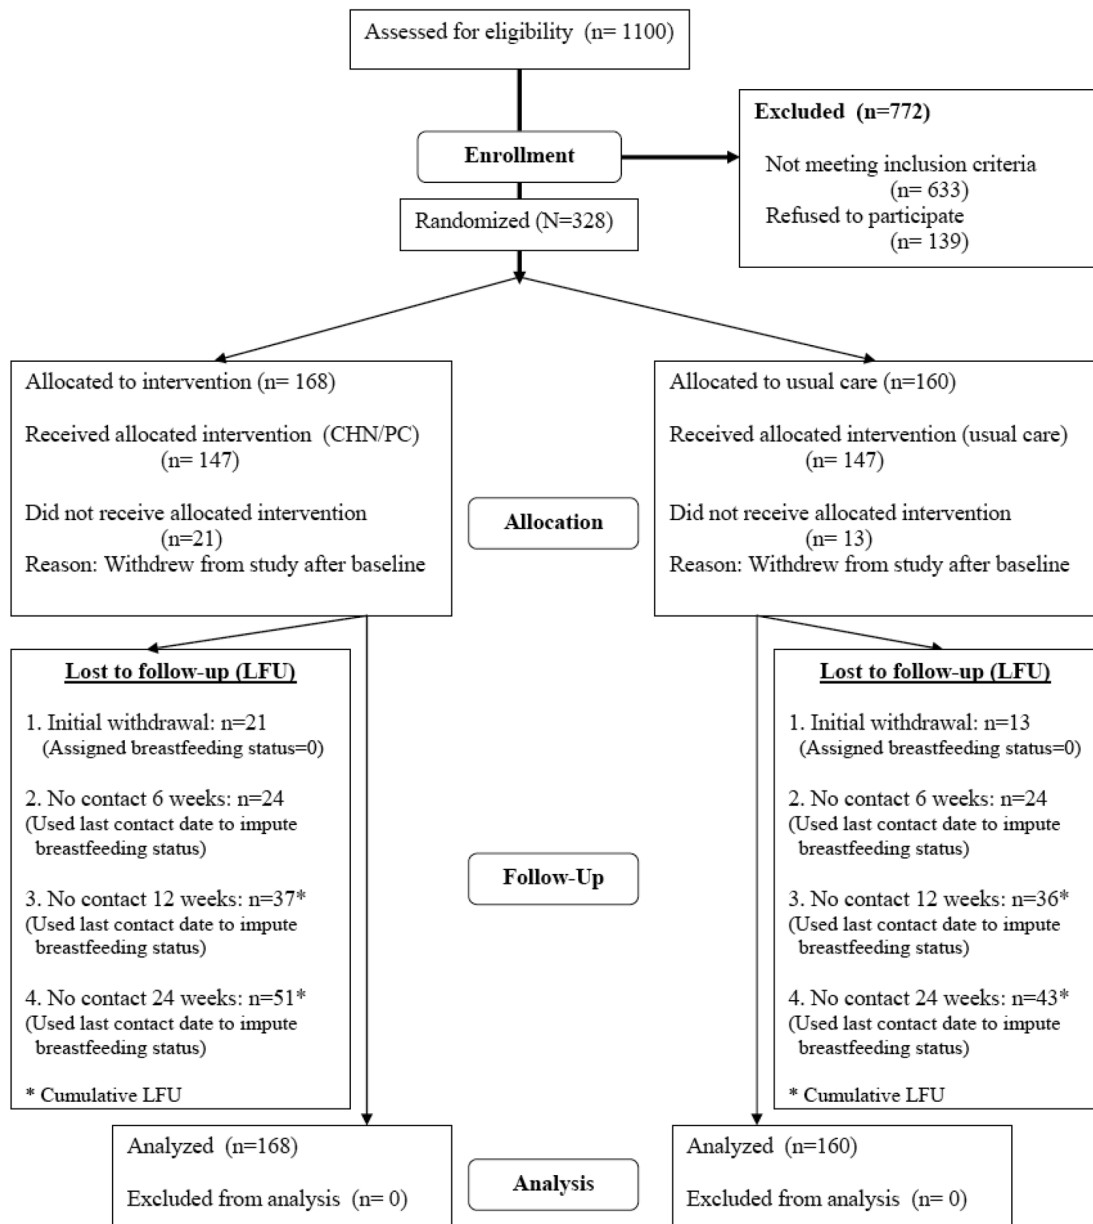 Assessed for eligibility (n= 1100)
Excluded (n=772)
Not meeting inclusion criteria
(n= 633)
Refused to participate
(n= 139)
Enrollment
Randomized (N=328)
Allocated to intervention (n= 168)
Received allocated intervention (CHN/PC)
(n= 147)
Did not receive allocated intervention
(n=21)
Reason: Withdrew from study after baseline
Allocation
Allocated to usual care (n=160)
Received allocated intervention (usual care)
(n= 147)
Did not receive allocated intervention
(n= 13)
Reason: Withdrew from study after baseline
Lost to follow-up (LFU)
1. Initial withdrawal: n=21
(Assigned breastfeeding status=0)
2. No contact 6 weeks: n=24
(Used last contact date to impute
breastfeeding status)
3. No contact 12 weeks: n=37*
(Used last contact date to impute
breastfeeding status)
4. No contact 24 weeks: n=51*
(Used last contact date to impute
breastfeeding status)
* Cumulative LFU
Follow-Up
Lost to follow-up (LFU)
1. Initial withdrawal: n=13
(Assigned breastfeeding status=0)
2. No contact 6 weeks: n=24
(Used last contact date to impute
breastfeeding status)
3. No contact 12 weeks: n=36*
(Used last contact date to impute
breastfeeding status)
4. No contact 24 weeks: n=43*
(Used last contact date to impute
breastfeeding status)
* Cumulative LFU
Analyzed (n=168)
Excluded from analysis (n= 0)
Analysis
Analyzed (n=160)
Excluded from analysis (n= 0)